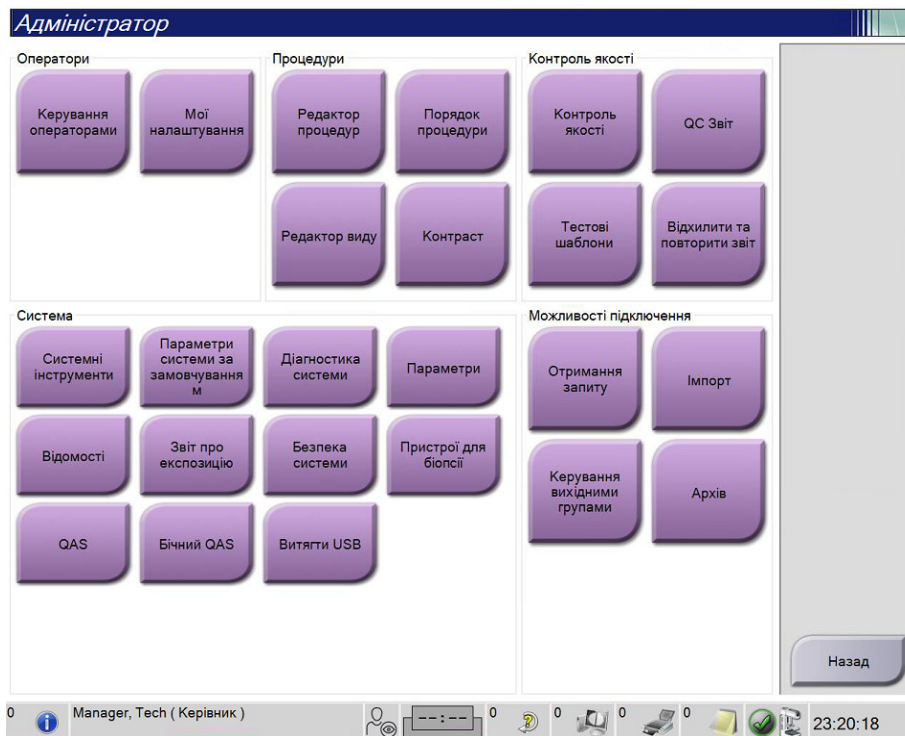 Адміністратор
Оператори
Керування
операторами
Мої
налаштування
Процедури
Редактор
процедур
Порядок
процедури
Редактор виду
Контраст
Контроль якості
Контроль
якості
QC Звіт
Тестові
шаблони
Відхилити та
повторити звіт
Система
Системні
інструменти
Параметри
системи за
замовчування
м
Діагностика
системи
Параметри
Відомості
Звіт про
експозицію
Безпека
системи
Пристрої для
біопсії
QAS
Бічний QAS
Витягти USB
Можливості підключення
Отримання
запиту
Імпорт
Керування
вихідними
групами
Архів
Назад
0
Manager, Tech ( Керівник )
--:--
0
0
0
0
23:20:18